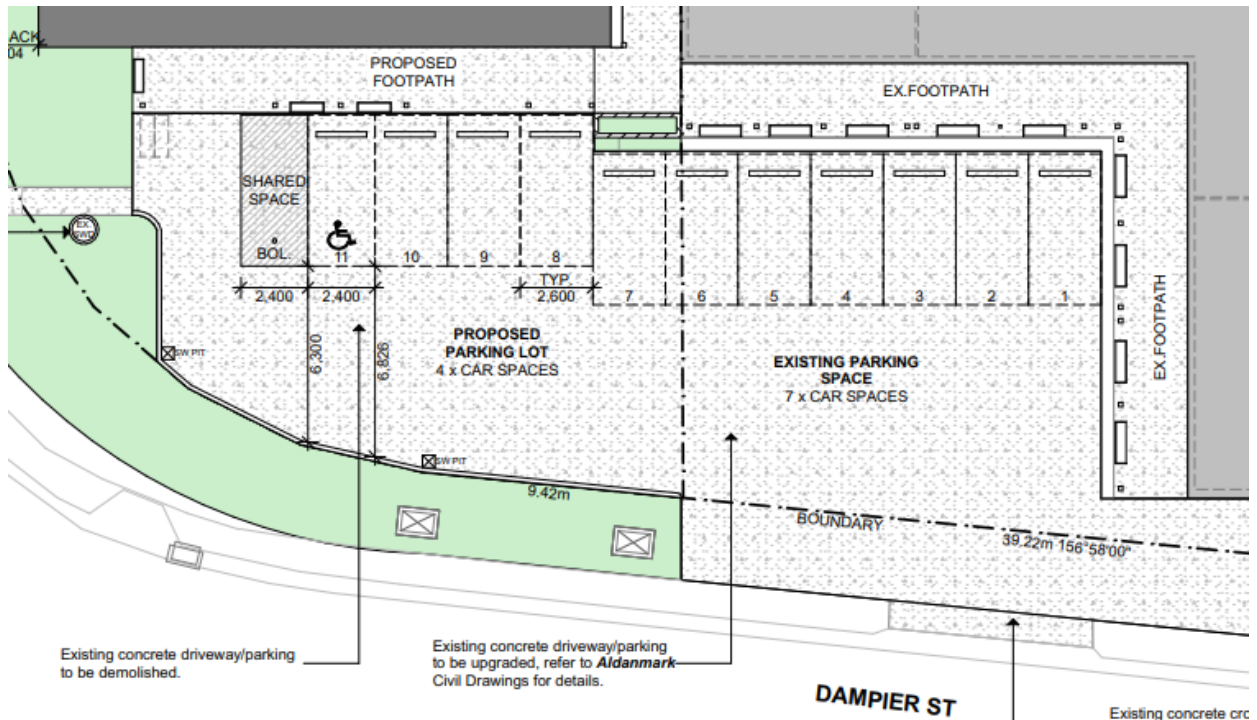 ACK
04
PROPOSED
FOOTPATH
EX.FOOTPATH
SHARED
SPACE
BOL.
EX.
SWD
11
10
9
8
TYP.
2,400
2,400
2,600
7
6
5
4
3
2
1
6,300
6,826
PROPOSED
PARKING LOT
4 x CAR SPACES
EXISTING PARKING
SPACE
7 x CAR SPACES
EX.FOOTPATH
SW PIT
SW PIT
9.42m
BOUNDARY
39.22m 156°58'00"
Existing concrete driveway/parking
to be demolished.
Existing concrete driveway/parking
to be upgraded, refer to Aldanmark
Civil Drawings for details.
DAMPIER ST
Existing concrete cro